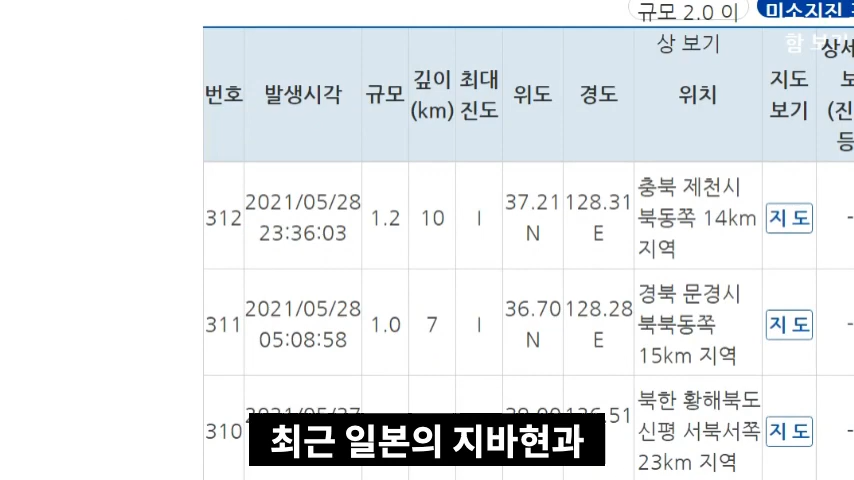 규모 2.0 이
상 보기
미소지진
함 보기
번호 발생시각 규모 깊이 (km) 최대 진도 위도 경도 위치 지도 보기 상세
312 2021/05/28 23:36:03 1.2 10 I 37.21 N 128.31 E 충북 제천시 북동쪽 14km 지역 지도 -
311 2021/05/28 05:08:58 1.0 7 I 36.70 N 128.28 E 경북 문경시 북북동쪽 15km 지역 지도 -
310 북한 황해북도 신평 서북서쪽 23km 지역 지도 -
최근 일본의 지바현과